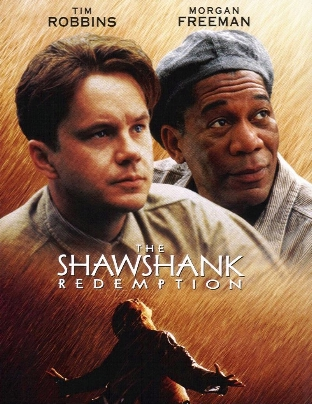 TIM
ROBBINS
MORGAN
FREEMAN
THE
SHAWSHANK
REDEMPTION